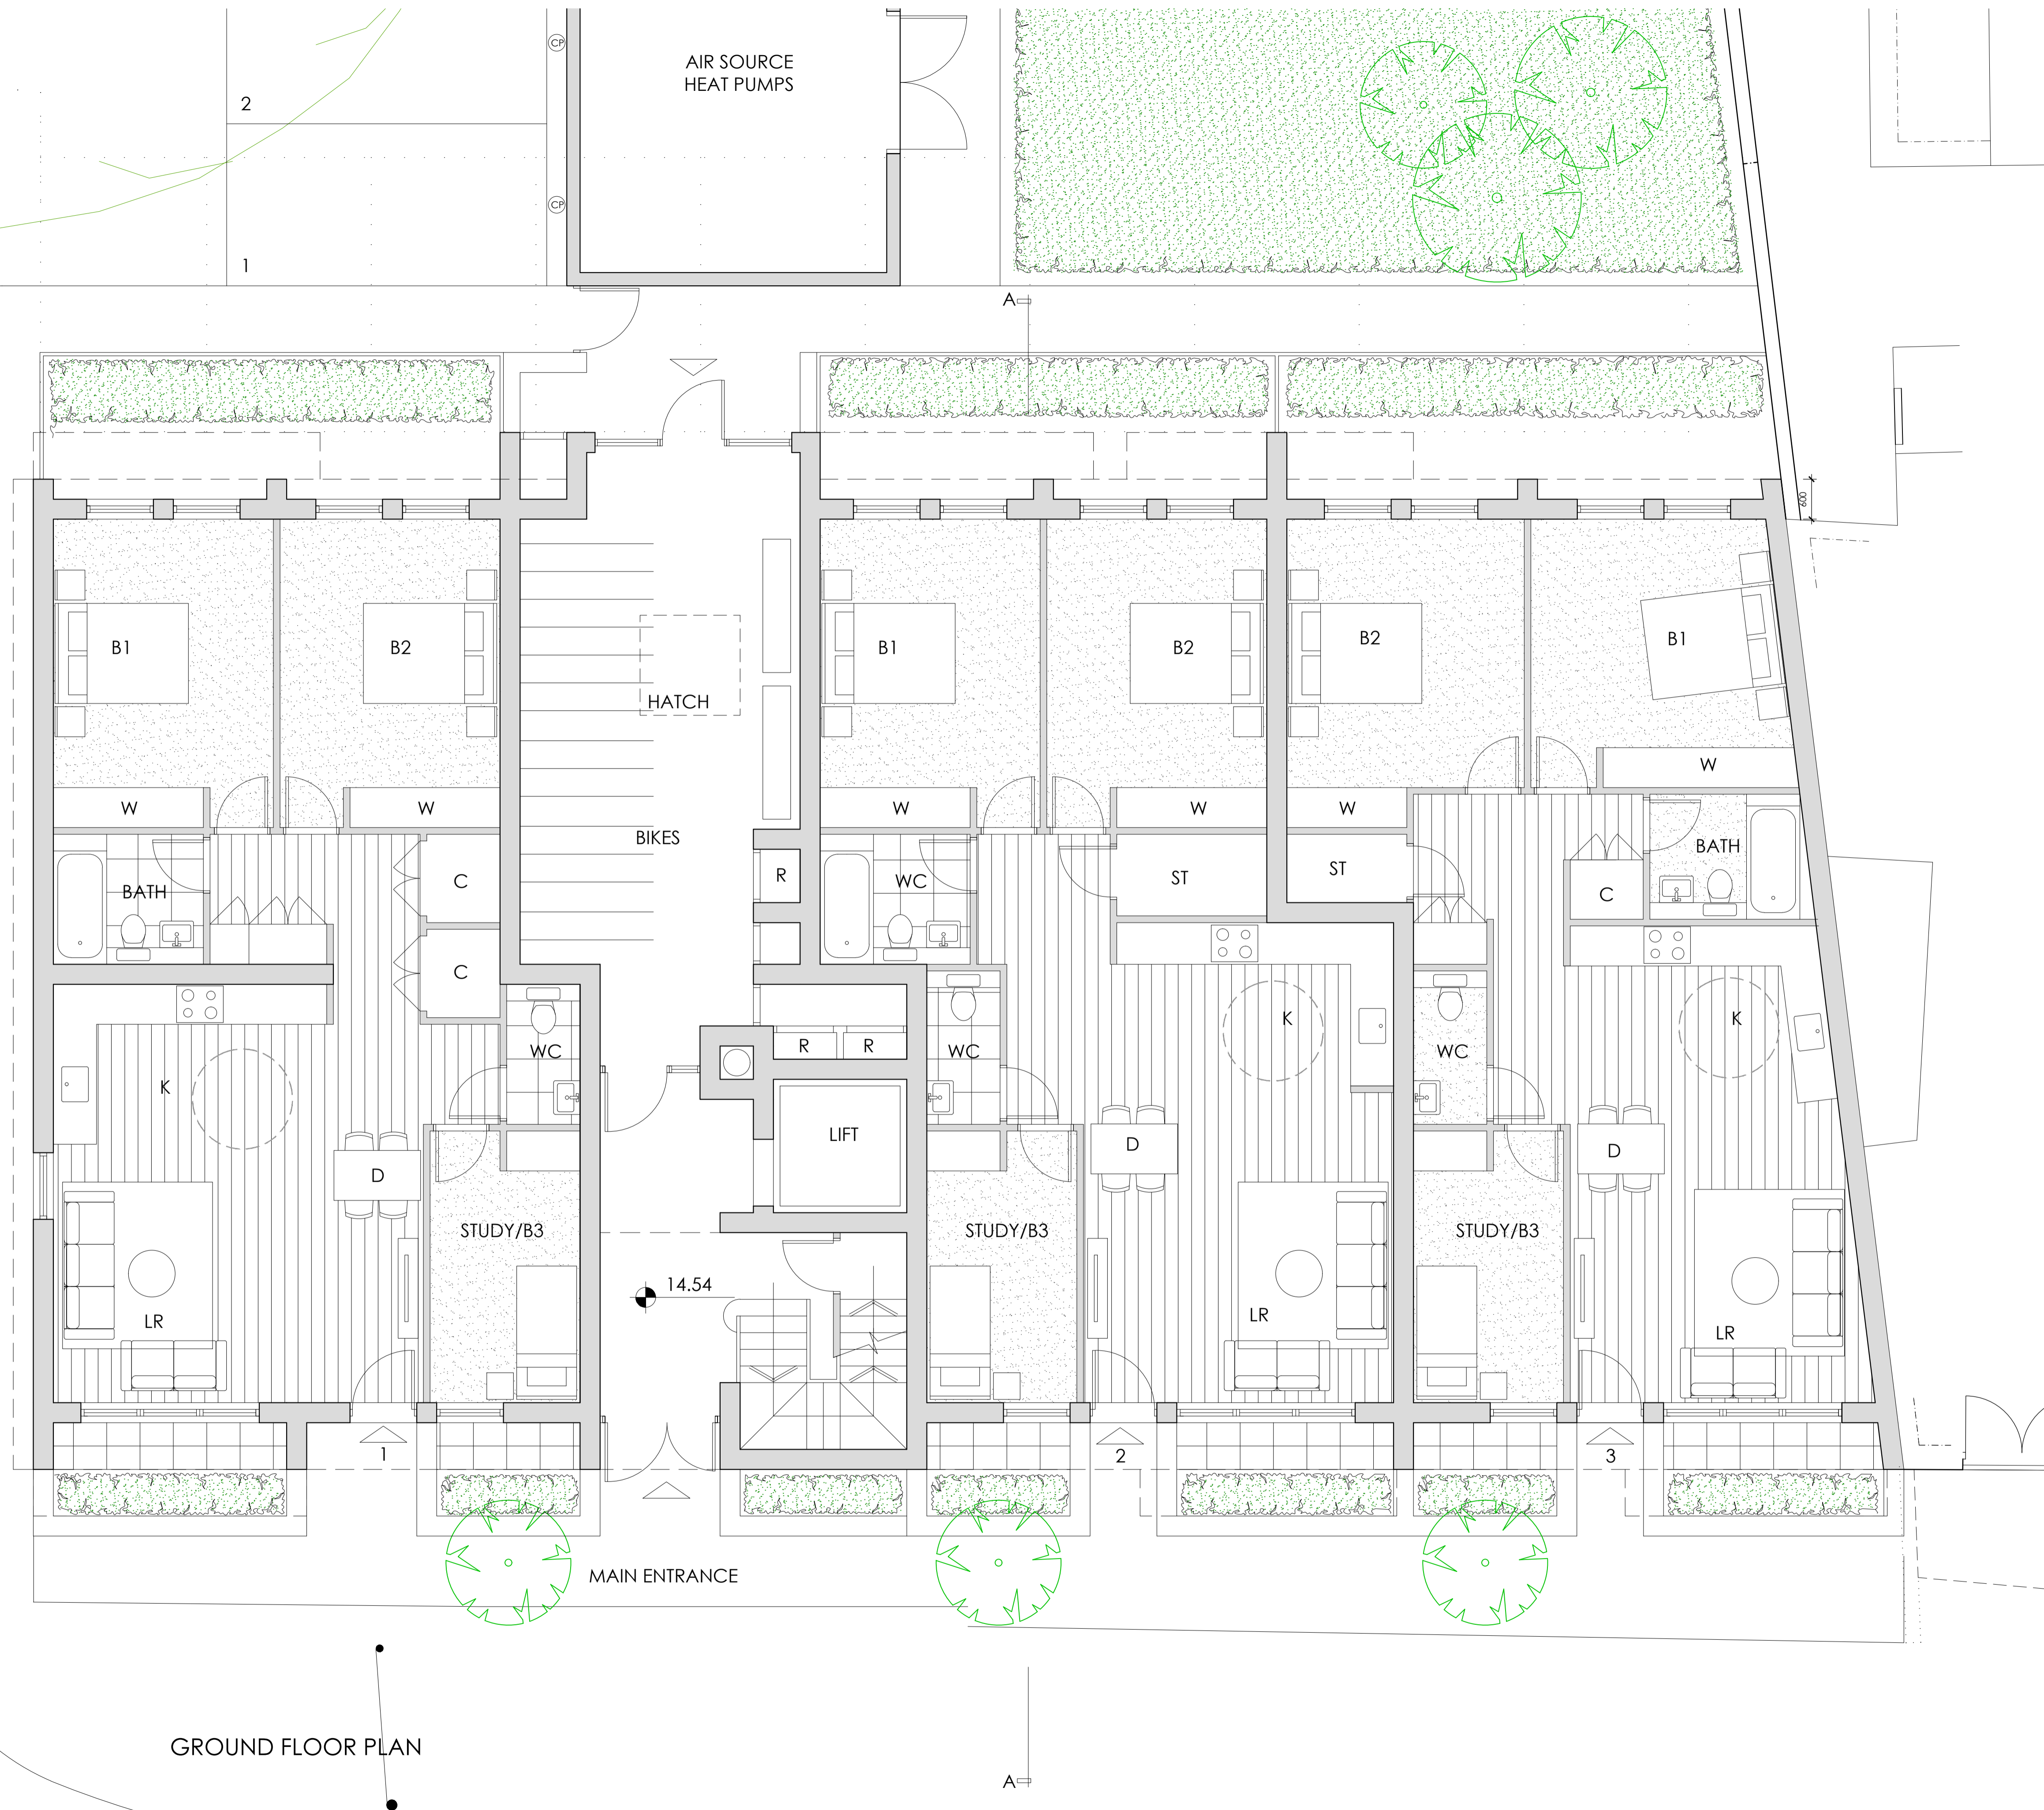 CP
AIR SOURCE
HEAT PUMPS
2
CP
1
A
600
B1
B2
B1
B2
B2
B1
HATCH
W
W
W
W
W
W
BIKES
BATH
C
R
WC
ST
ST
BATH
C
C
K
WC
R
R
WC
K
WC
K
LIFT
D
D
D
STUDY/B3
STUDY/B3
STUDY/B3
14.54
LR
LR
LR
1
2
3
MAIN ENTRANCE
GROUND FLOOR PLAN
A